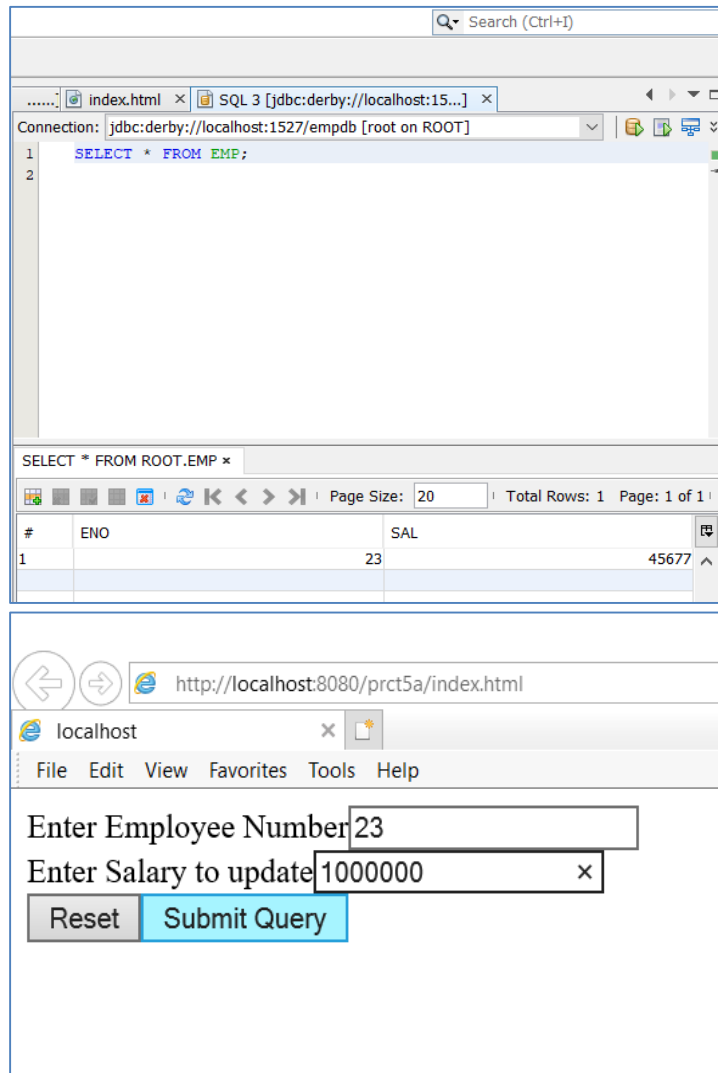 Search (Ctrl+I)
......] index.html × SQL 3 [jdbc:derby://localhost:15...] ×
Connection: jdbc:derby://localhost:1527/empdb [root on ROOT]
1 SELECT * FROM EMP;
2
SELECT * FROM ROOT.EMP ×
Page Size: 20 Total Rows: 1 Page: 1 of 1
# ENO SAL
1 23 45677
http://localhost:8080/prct5a/index.html
localhost ×
File Edit View Favorites Tools Help
Enter Employee Number 23
Enter Salary to update 1000000 ×
Reset Submit Query